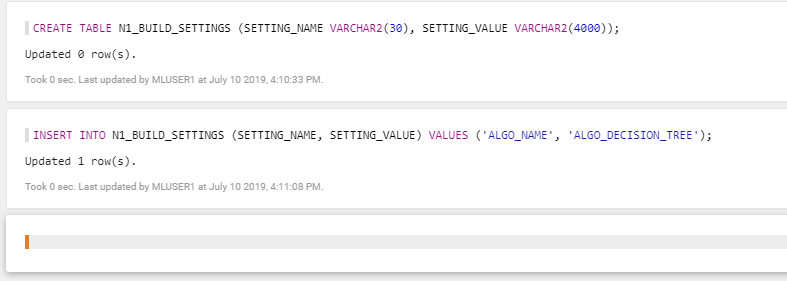 CREATE TABLE N1_BUILD_SETTINGS (SETTING_NAME VARCHAR2(30), SETTING_VALUE VARCHAR2(4000));
Updated 0 row(s).
Took 0 sec. Last updated by MLUSER1 at July 10 2019, 4:10:33 PM.
INSERT INTO N1_BUILD_SETTINGS (SETTING_NAME, SETTING_VALUE) VALUES ('ALGO_NAME', 'ALGO_DECISION_TREE');
Updated 1 row(s).
Took 0 sec. Last updated by MLUSER1 at July 10 2019, 4:11:08 PM.